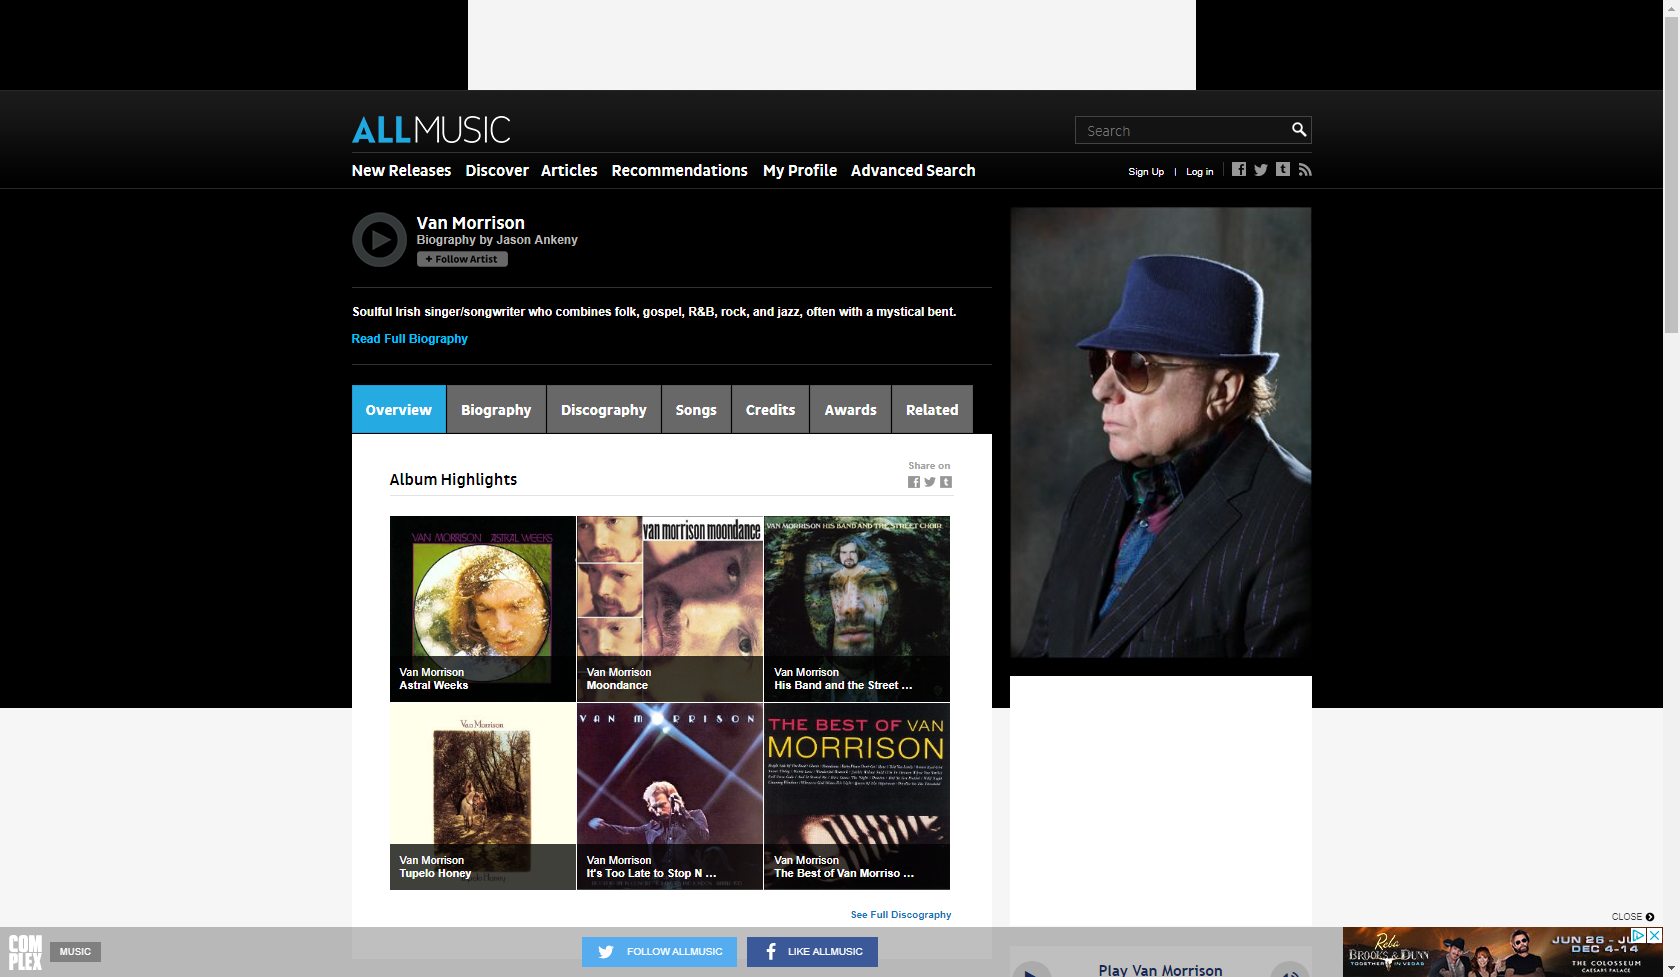 ALLMUSIC
Search
New Releases Discover Articles Recommendations My Profile Advanced Search
Sign Up | Log in
Van Morrison
Biography by Jason Ankeny
+ Follow Artist
Soulful Irish singer/songwriter who combines folk, gospel, R&B, rock, and jazz, often with a mystical bent.
Read Full Biography
Overview Biography Discography Songs Credits Awards Related
Album Highlights
Share on
VAN MORRISON ASTRAL WEEKS
Van Morrison
Astral Weeks
van morrison moondance
Van Morrison
Moondance
VAN MORRISON HIS BAND AND THE STREET CHOIR
Van Morrison
His Band and the Street ...
Van Morrison
Van Morrison
Tupelo Honey
VAN MORRISON
Van Morrison
It's Too Late to Stop N ...
THE BEST OF VAN
MORRISON
Van Morrison
The Best of Van Morriso ...
See Full Discography
CLOSE
COM
PLEX
MUSIC
FOLLOW ALLMUSIC
LIKE ALLMUSIC
Play Van Morrison
Reba
BROOKS & DUNN
TOGETHER IN VEGAS
JUN 26 - JU
DEC 4-14
THE COLOSSEUM
CAESARS PALACE